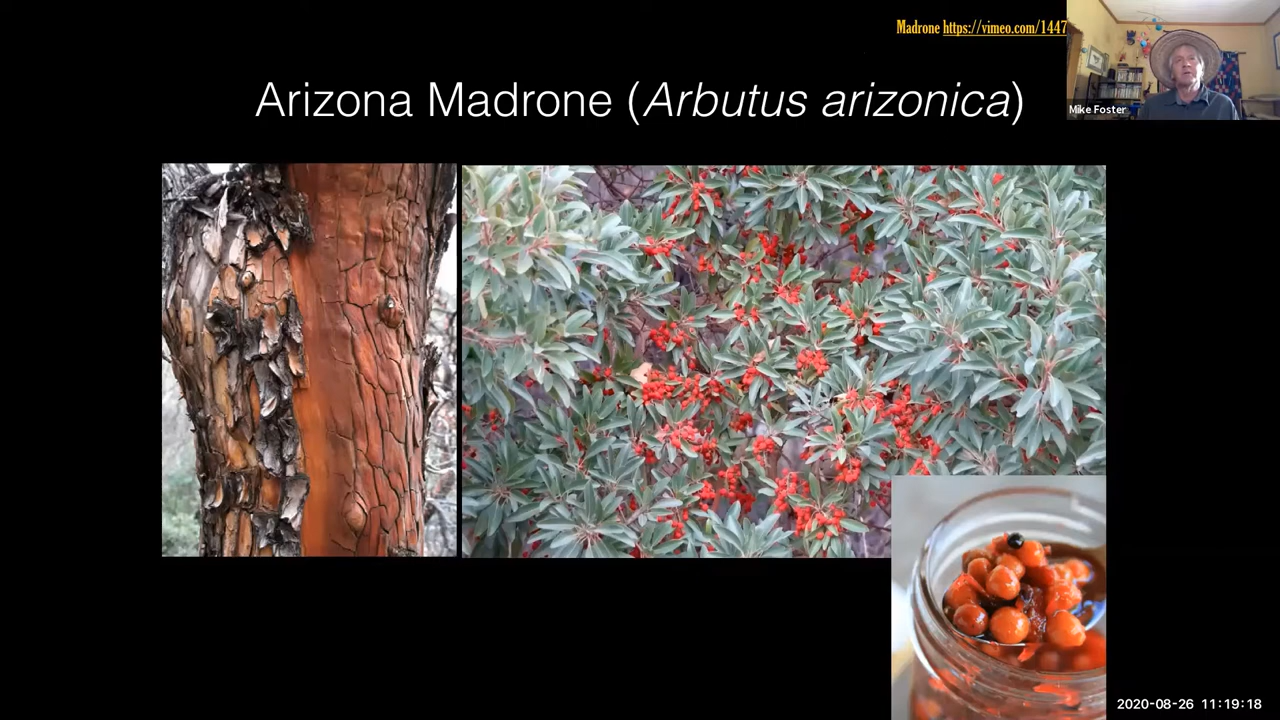 Madrone https://vimeo.com/1447
Arizona Madrone (Arbutus arizonica)
Mike Foster
2020-08-26 11:19:18